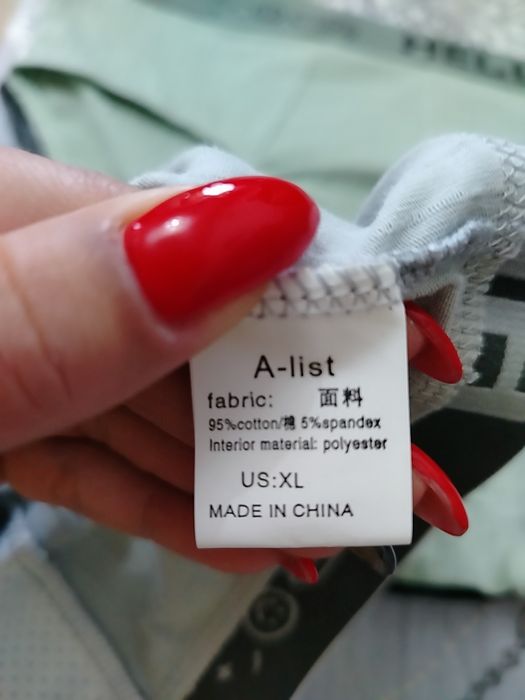 A-list
fabric: 面料
95%cotton/棉 5%spandex
Interior material: polyester
US:XL
MADE IN CHINA